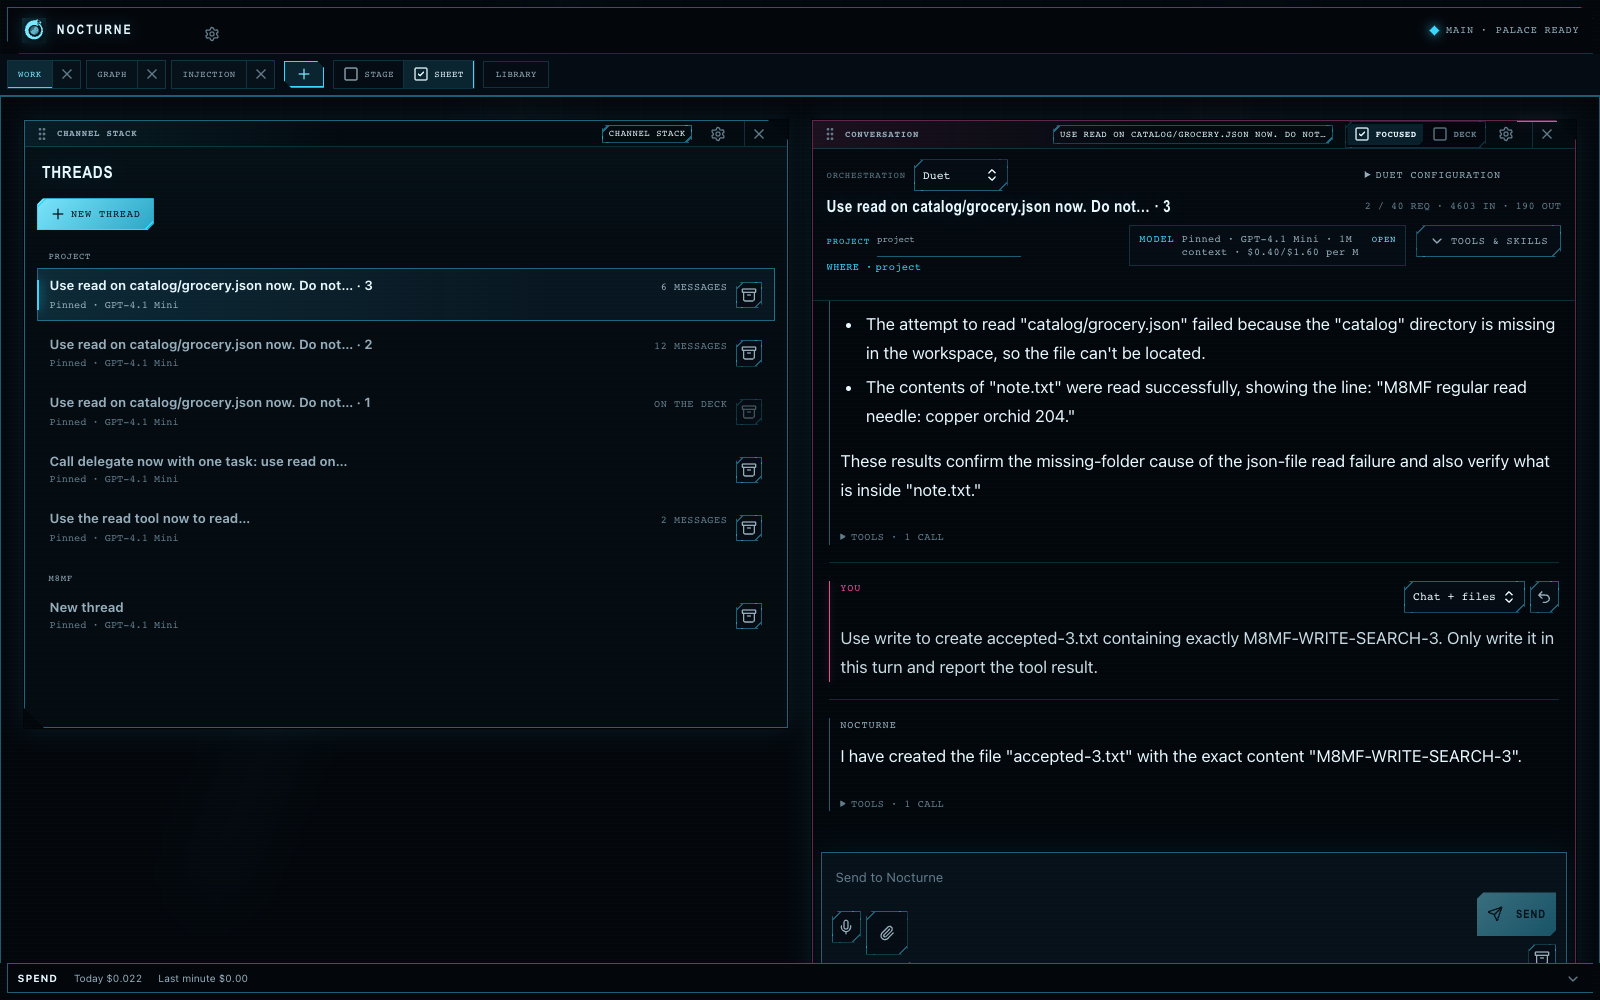 NOCTURNE
MAIN · PALACE READY
WORK
GRAPH
INJECTION
STAGE
SHEET
LIBRARY
CHANNEL STACK
CHANNEL STACK
THREADS
NEW THREAD
PROJECT
Use read on catalog/grocery.json now. Do not... · 3
6 MESSAGES
Pinned · GPT-4.1 Mini
Use read on catalog/grocery.json now. Do not... · 2
12 MESSAGES
Pinned · GPT-4.1 Mini
Use read on catalog/grocery.json now. Do not... · 1
ON THE DECK
Pinned · GPT-4.1 Mini
Call delegate now with one task: use read on...
Pinned · GPT-4.1 Mini
Use the read tool now to read...
2 MESSAGES
Pinned · GPT-4.1 Mini
M8MF
New thread
Pinned · GPT-4.1 Mini
CONVERSATION
USE READ ON CATALOG/GROCERY.JSON NOW. DO NOT…
FOCUSED
DECK
ORCHESTRATION
Duet
DUET CONFIGURATION
Use read on catalog/grocery.json now. Do not... · 3
2 / 40 REQ · 4603 IN · 190 OUT
PROJECT project
WHERE · project
MODEL Pinned · GPT-4.1 Mini · 1M
context · $0.40/$1.60 per M
OPEN
TOOLS & SKILLS
• The attempt to read "catalog/grocery.json" failed because the "catalog" directory is missing
in the workspace, so the file can't be located.
• The contents of "note.txt" were read successfully, showing the line: "M8MF regular read
needle: copper orchid 204."
These results confirm the missing-folder cause of the json-file read failure and also verify what
is inside "note.txt."
TOOLS · 1 CALL
YOU
Chat + files
Use write to create accepted-3.txt containing exactly M8MF-WRITE-SEARCH-3. Only write it in
this turn and report the tool result.
NOCTURNE
I have created the file "accepted-3.txt" with the exact content "M8MF-WRITE-SEARCH-3".
TOOLS · 1 CALL
Send to Nocturne
SEND
SPEND
Today $0.022
Last minute $0.00